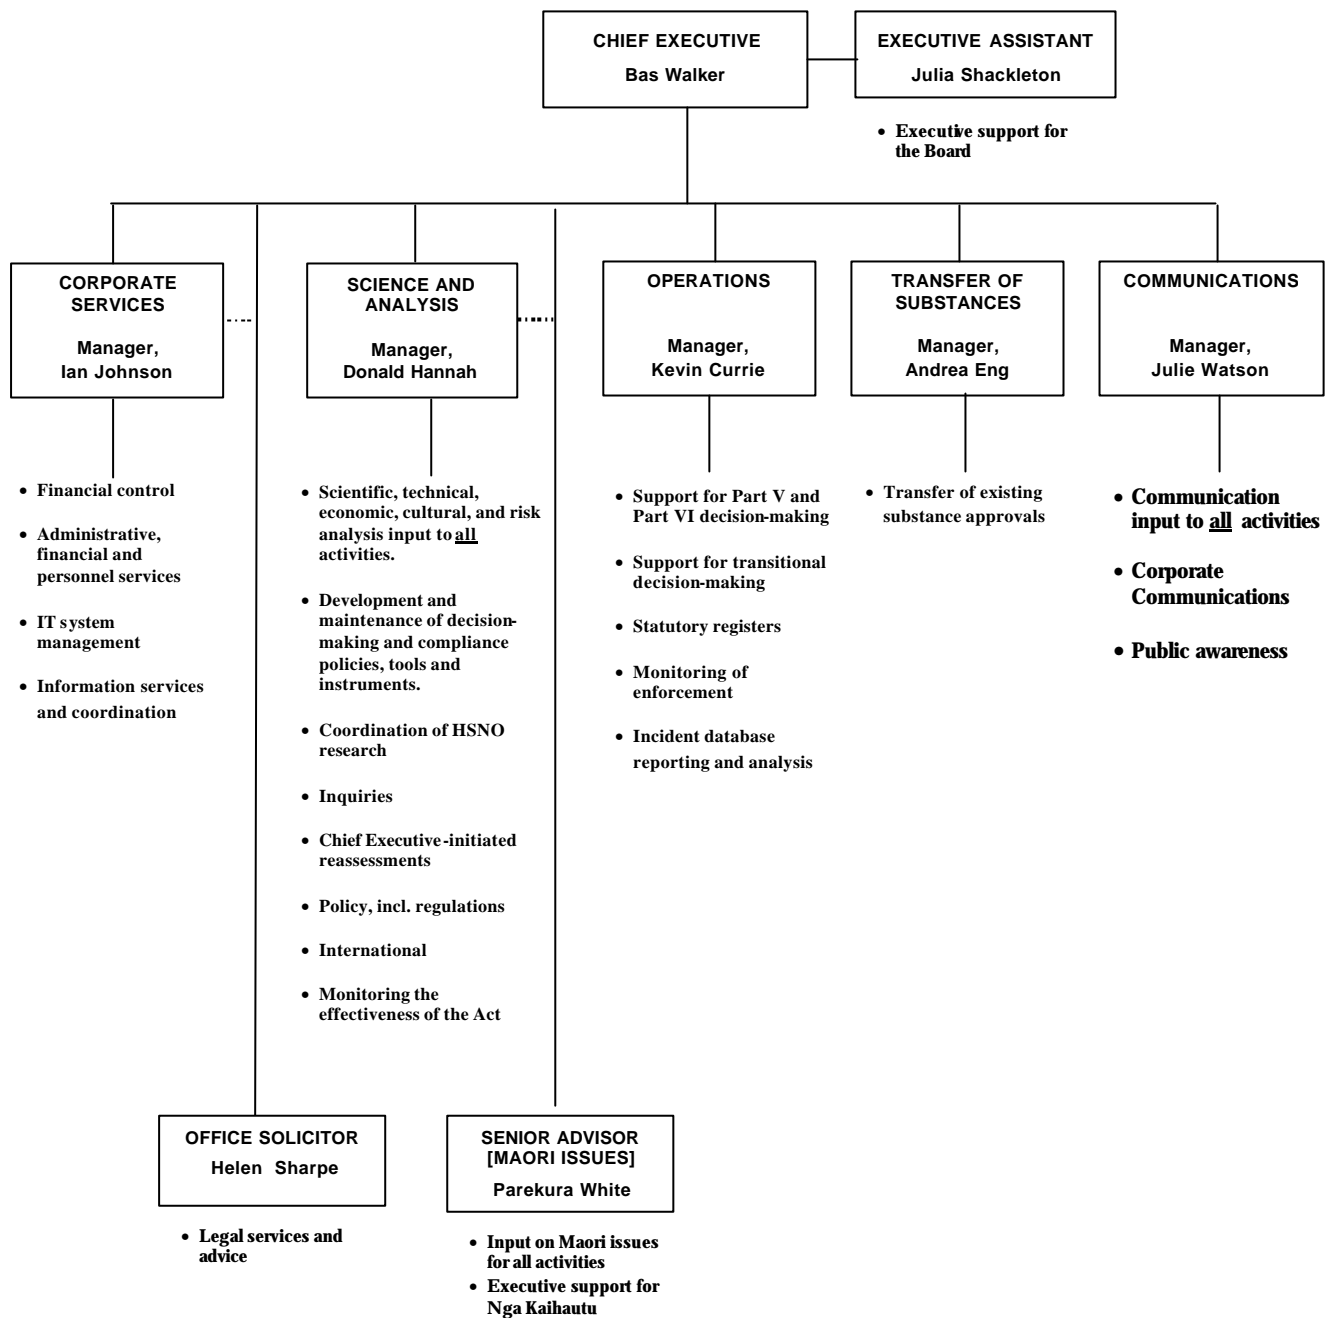 CHIEF EXECUTIVE
Bas Walker
EXECUTIVE ASSISTANT
Julia Shackleton
• Executive support for
the Board
CORPORATE
SERVICES
Manager,
Ian Johnson
SCIENCE AND
ANALYSIS
Manager,
Donald Hannah
OPERATIONS
Manager,
Kevin Currie
TRANSFER OF
SUBSTANCES
Manager,
Andrea Eng
COMMUNICATIONS
Manager,
Julie Watson
• Financial control
• Administrative,
financial and
personnel services
• IT system
management
• Information services
and coordination
• Scientific, technical,
economic, cultural, and risk
analysis input to all
activities.
• Development and
maintenance of decision-
making and compliance
policies, tools and
instruments.
• Coordination of HSNO
research
• Inquiries
• Chief Executive-initiated
reassessments
• Policy, incl. regulations
• International
• Monitoring the
effectiveness of the Act
• Support for Part V and
Part VI decision-making
• Support for transitional
decision-making
• Statutory registers
• Monitoring of
enforcement
• Incident database
reporting and analysis
• Transfer of existing
substance approvals
• Communication
input to all activities
• Corporate
Communications
• Public awareness
OFFICE SOLICITOR
Helen Sharpe
• Legal services and
advice
SENIOR ADVISOR
[MAORI ISSUES]
Parekura White
• Input on Maori issues
for all activities
• Executive support for
Nga Kaihautu